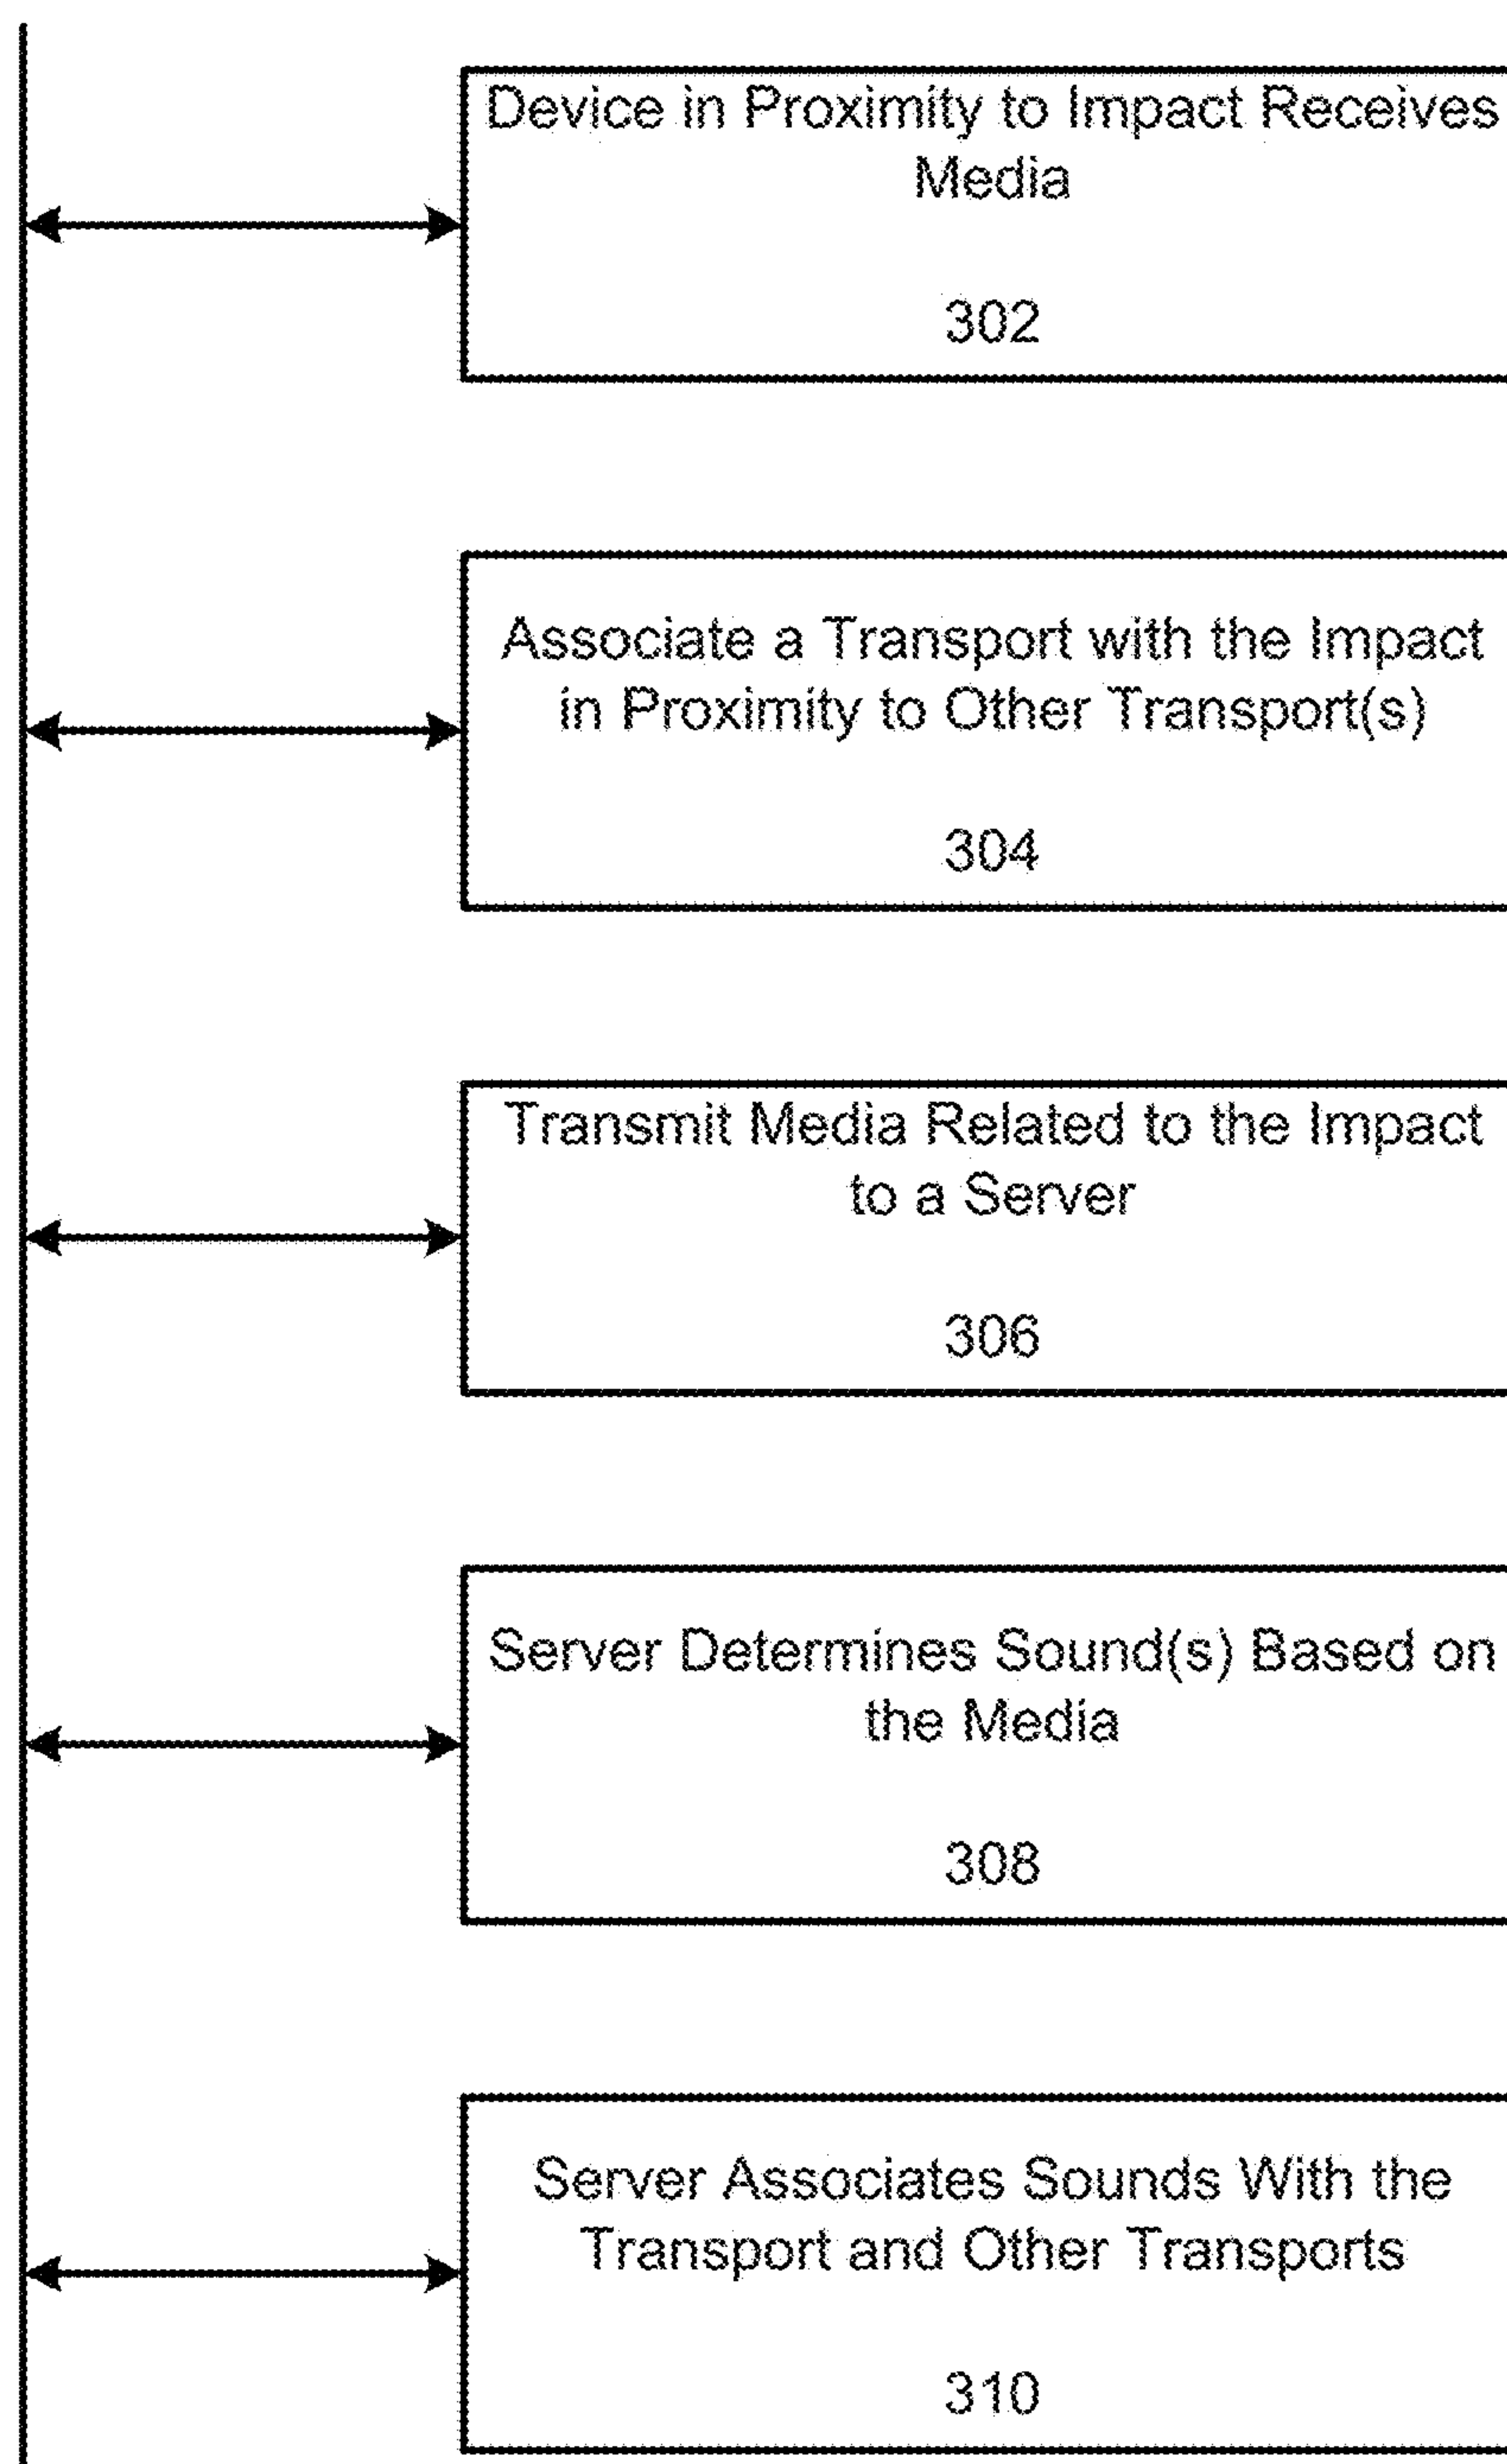 Device in Proximity to Impact Receives
Media
302
Associate a Transport with the Impact
in Proximity to Other Transport(s)
304
Transmit Media Related to the Impact
to a Server
306
Server Determines Sound(s) Based on
the Media
308
Server Associates Sounds With the
Transport and Other Transports
310